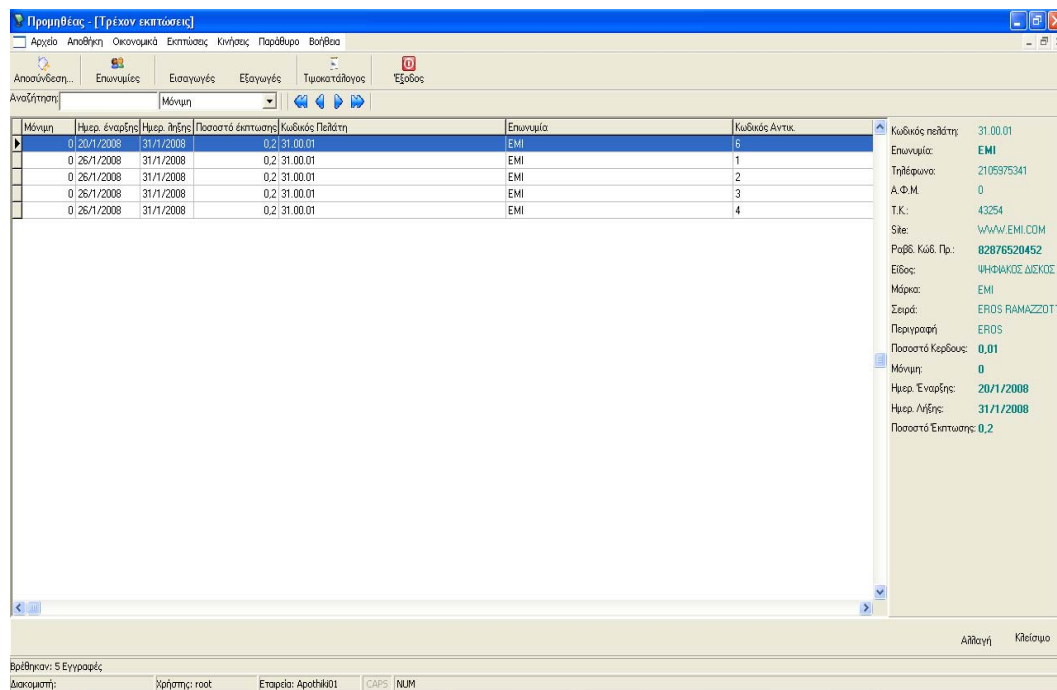 Προμηθέας - [Τρέχον εκπτώσεις]
Αρχείο Αποθήκη Οικονομικά Εκπτώσεις Κινήσεις Παράθυρο Βοήθεια
Αποσύνδεση... Επωνυμίες Εισαγωγές Εξαγωγές Τιμοκατάλογος Έξοδος
Αναζήτηση: Μόνιμη
Μόνιμη Ημερ. έναρξης Ημερ. λήξης Ποσοστό έκπτωσης Κωδικός Πελάτη Επωνυμία Κωδικός Αντικ.
0 20/1/2008 31/1/2008 0,2 31.00.01 EMI 6
0 26/1/2008 31/1/2008 0,2 31.00.01 EMI 1
0 26/1/2008 31/1/2008 0,2 31.00.01 EMI 2
0 26/1/2008 31/1/2008 0,2 31.00.01 EMI 3
0 26/1/2008 31/1/2008 0,2 31.00.01 EMI 4
Κωδικός πελάτη: 31.00.01
Επωνυμία: EMI
Τηλέφωνο: 2105975341
Α.Φ.Μ. 0
Τ.Κ.: 43254
Site: WWW.EMI.COM
Ραβδ. Κώδ. Πρ.: 82876520452
Είδος: ΨΗΦΙΑΚΟΣ ΔΙΣΚΟΣ
Μάρκα: EMI
Σειρά: EROS RAMAZZOTT
Περιγραφή EROS
Ποσοστό Κερδους: 0,01
Μόνιμη: 0
Ημερ. Έναρξης: 20/1/2008
Ημερ. Λήξης: 31/1/2008
Ποσοστό Έκπτωσης: 0,2
Αλλαγή Κλείσιμο
Βρέθηκαν: 5 Εγγραφές
Διακομιστή: Χρήστης: root Εταιρεία: Apothiki01 CAPS NUM